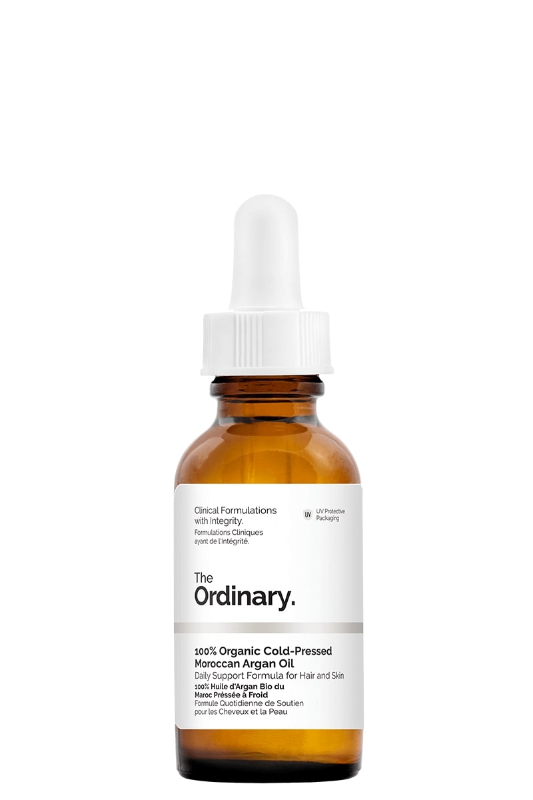 Clinical Formulations
with Integrity.
Formulations Cliniques
ayant de l'Intégrité.
UV
UV Protective
Packaging
The
Ordinary.
100% Organic Cold-Pressed
Moroccan Argan Oil
Daily Support Formula for Hair and Skin
100% Huile d'Argan Bio du
Maroc Préssée à Froid
Formule Quotidienne de Soutien
pour les Cheveux et la Peau